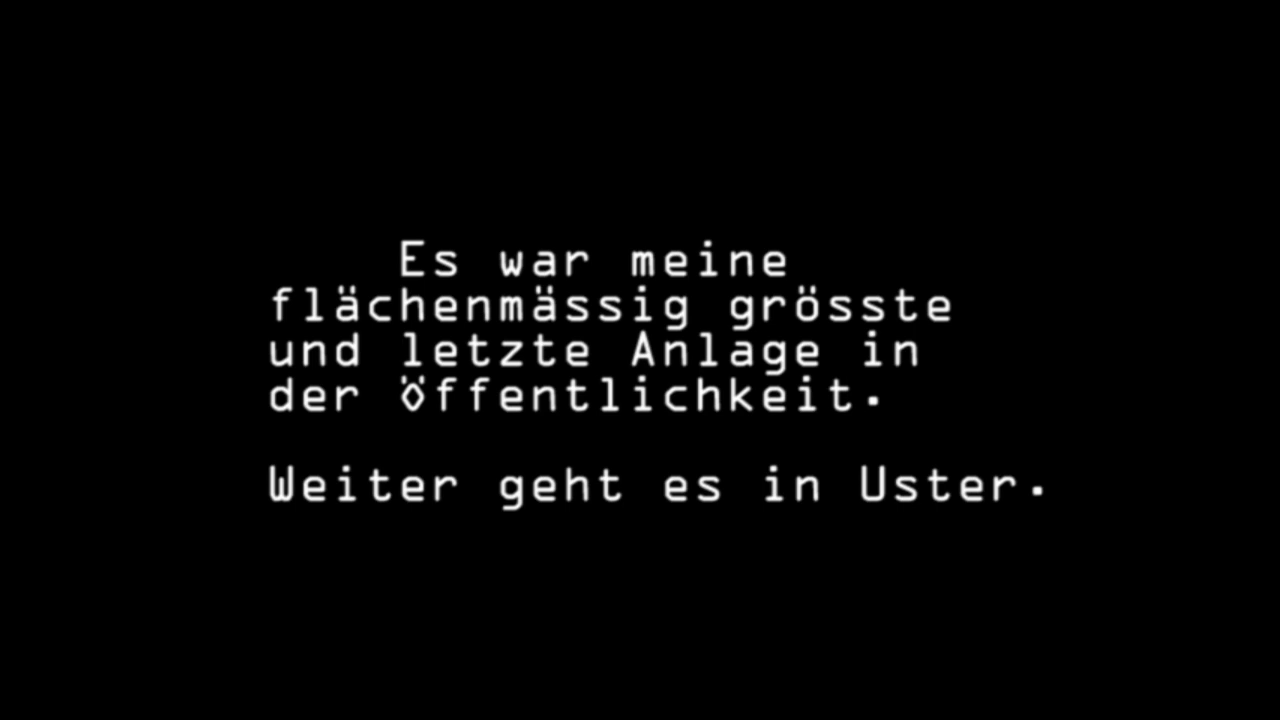 Es war meine
flächenmässig grösste
und letzte Anlage in
der Öffentlichkeit.
Weiter geht es in Uster.